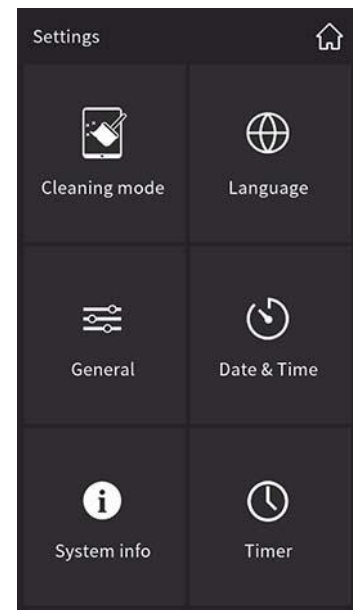 Settings
Cleaning mode
Language
General
Date & Time
System info
Timer